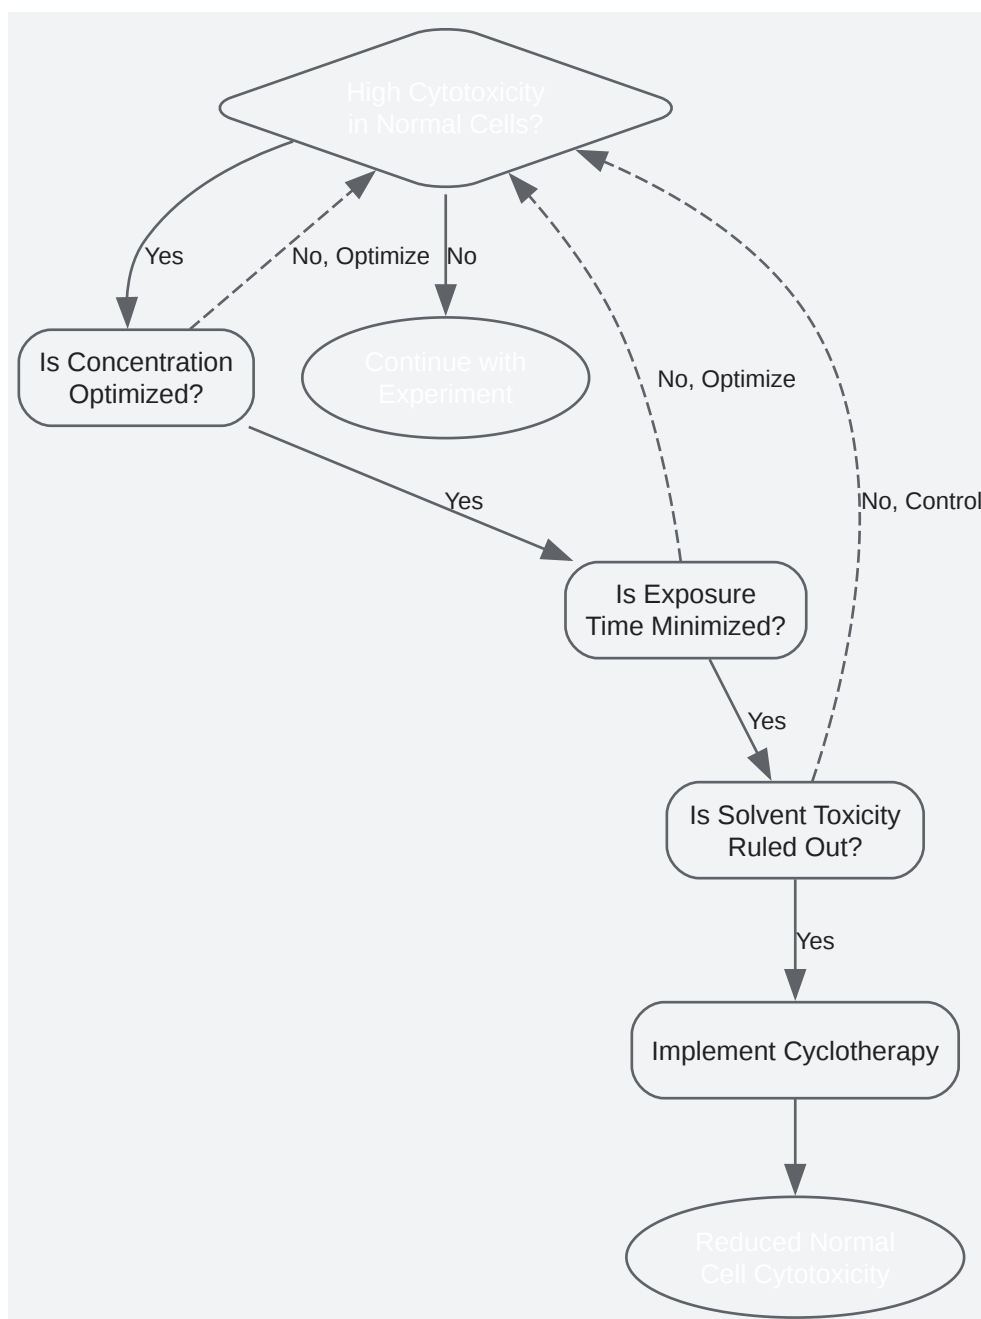 High Cytotoxicity
in Normal Cells?
Yes
No, Optimize
No
Is Concentration
Optimized?
Continue with
Experiment
No, Optimize
Yes
No, Control
Is Exposure
Time Minimized?
Yes
Is Solvent Toxicity
Ruled Out?
Yes
Implement Cyclotherapy
Reduced Normal
Cell Cytotoxicity